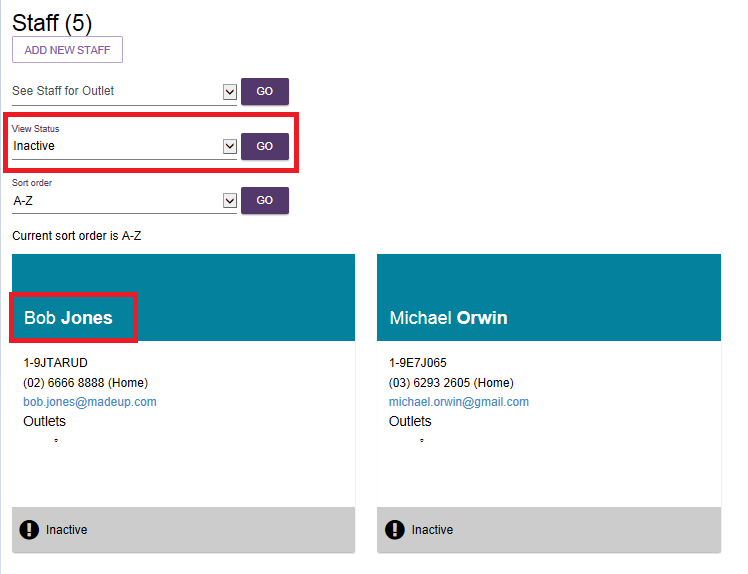 Staff (5)
ADD NEW STAFF
See Staff for Outlet
GO
View Status
Inactive
GO
Sort order
A-Z
GO
Current sort order is A-Z
Bob Jones
1-9JTARUD
(02) 6666 8888 (Home)
bob.jones@madeup.com
Outlets
Inactive
Michael Orwin
1-9E7J065
(03) 6293 2605 (Home)
michael.orwin@gmail.com
Outlets
Inactive